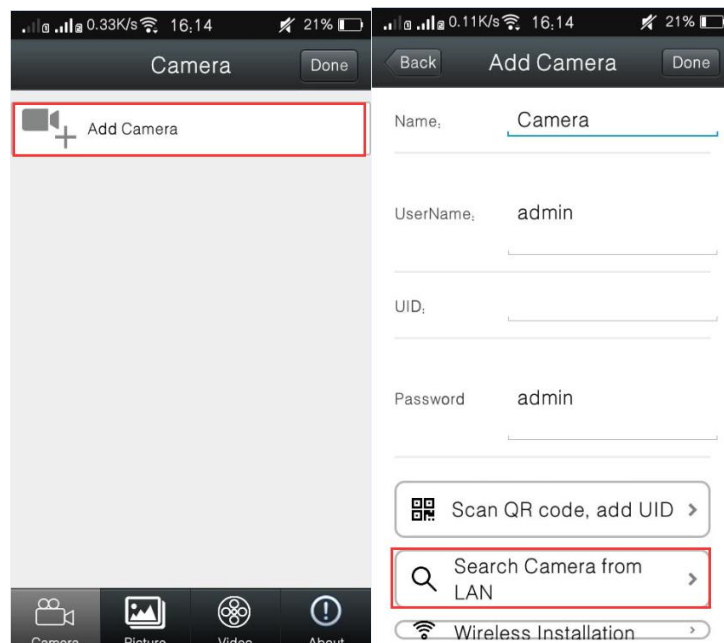 0.33K/s 16:14 21%
Camera Done
Add Camera
Camera Picture Video About
0.11K/s 16:14 21%
Back Add Camera Done
Name: Camera
UserName: admin
UID:
Password admin
Scan QR code, add UID
Search Camera from
LAN
Wireless Installation